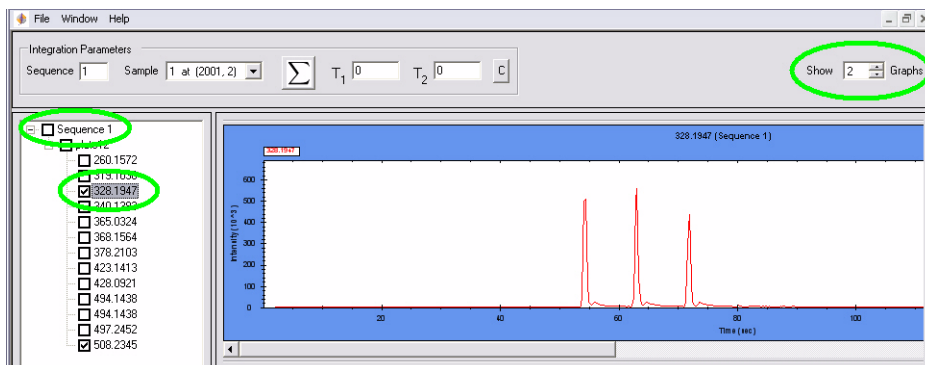 File Window Help
Integration Parameters
Sequence 1 Sample 1 at (2001, 2) Σ T1 0 T2 0 C Show 2 Graphs
Sequence 1
260.1572
328.1947
365.0324
368.1564
378.2103
423.1413
428.0921
494.1438
494.1438
497.2452
508.2345
328.1947 (Sequence 1)
328.1947
Intensity (10^3)
600
500
400
300
200
100
0
20 40 60 80 100
Time (sec)